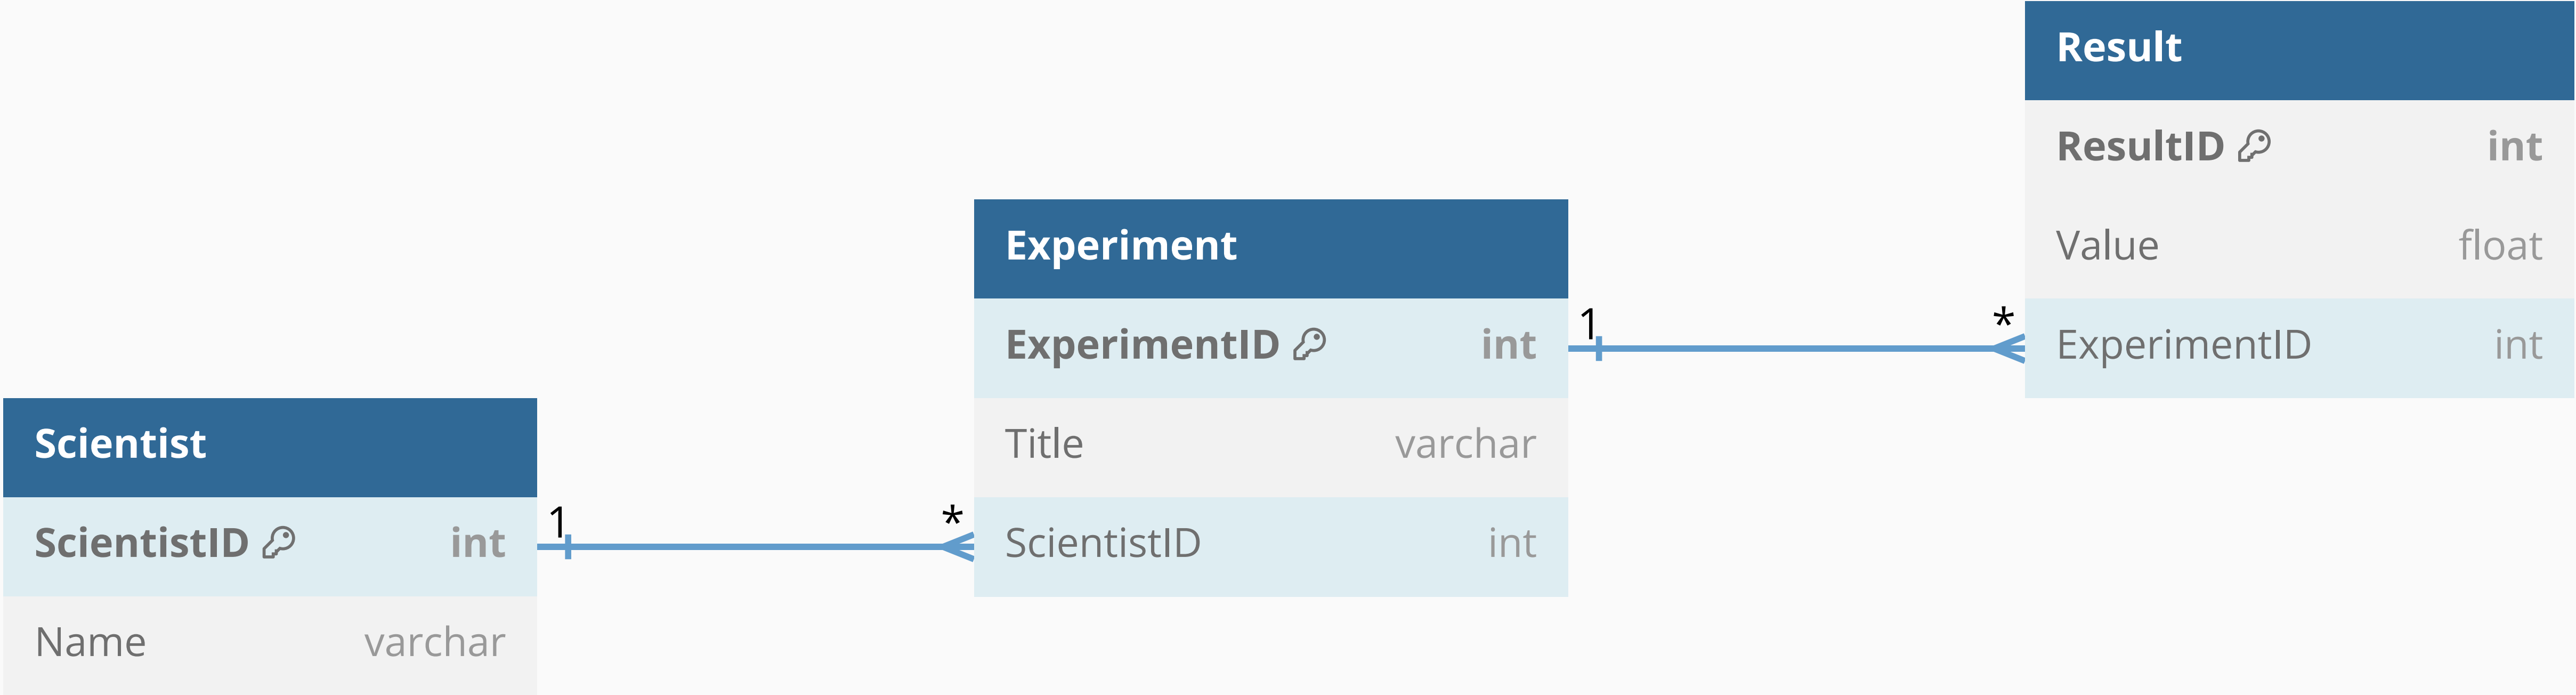 Scientist
ScientistID int
Name varchar
1 *
Experiment
ExperimentID int
Title varchar
ScientistID int
1 *
Result
ResultID int
Value float
ExperimentID int